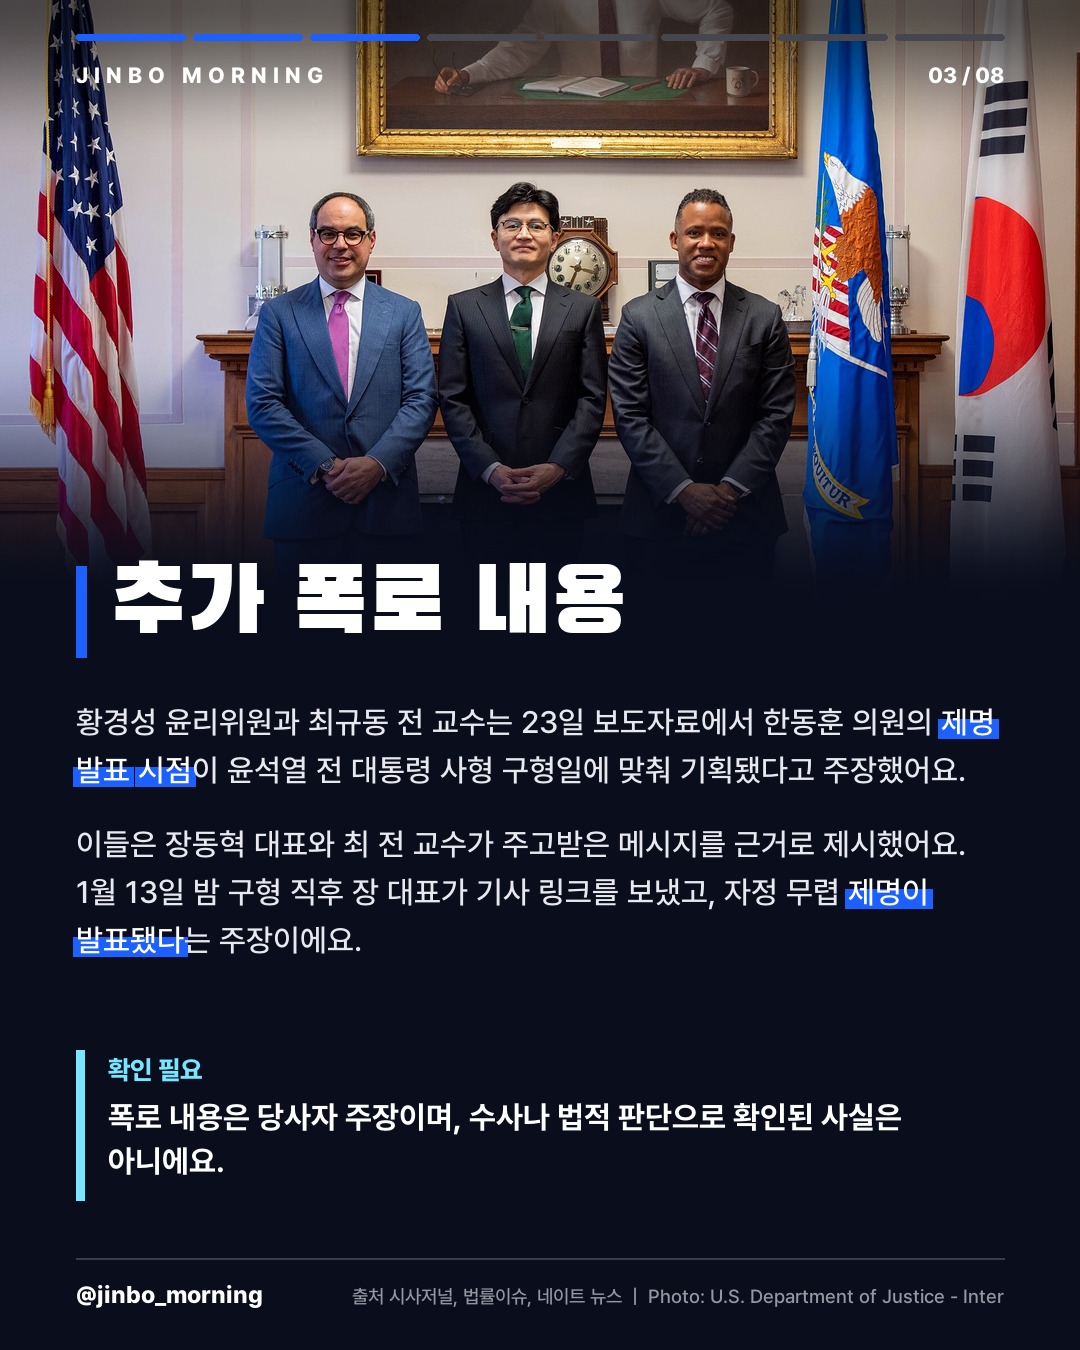 JINBO MORNING
03 / 08
QUITUR
추가 폭로 내용
황경성 윤리위원과 최규동 전 교수는 23일 보도자료에서 한동훈 의원의 제명
발표 시점이 윤석열 전 대통령 사형 구형일에 맞춰 기획됐다고 주장했어요.
이들은 장동혁 대표와 최 전 교수가 주고받은 메시지를 근거로 제시했어요.
1월 13일 밤 구형 직후 장 대표가 기사 링크를 보냈고, 자정 무렵 제명이
발표됐다는 주장이에요.
확인 필요
폭로 내용은 당사자 주장이며, 수사나 법적 판단으로 확인된 사실은
아니에요.
@jinbo_morning
출처 시사저널, 법률이슈, 네이트 뉴스 | Photo: U.S. Department of Justice - Inter